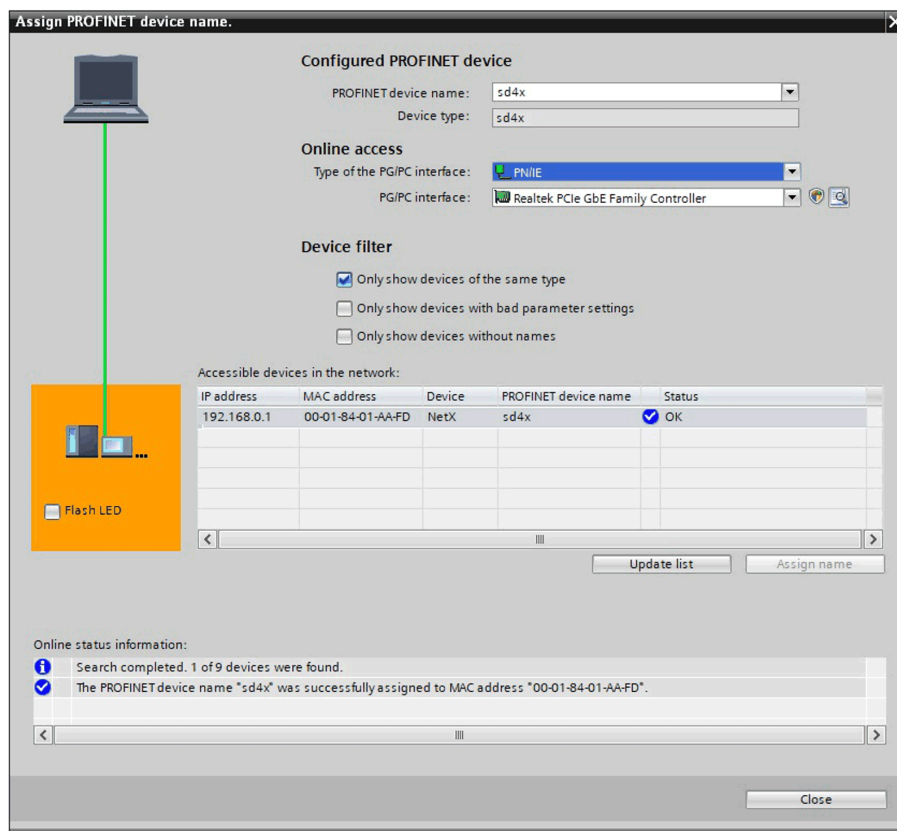 Assign PROFINET device name.
Configured PROFINET device
PROFINET device name: sd4x
Device type: sd4x
Online access
Type of the PG/PC interface: PN/IE
PG/PC interface: Realtek PCIe GbE Family Controller
Device filter
Only show devices of the same type
Only show devices with bad parameter settings
Only show devices without names
Accessible devices in the network:
IP address MAC address Device PROFINET device name Status
192.168.0.1 00-01-84-01-AA-FD NetX sd4x OK
Flash LED
Update list Assign name
Online status information:
Search completed. 1 of 9 devices were found.
The PROFINET device name "sd4x" was successfully assigned to MAC address "00-01-84-01-AA-FD".
Close